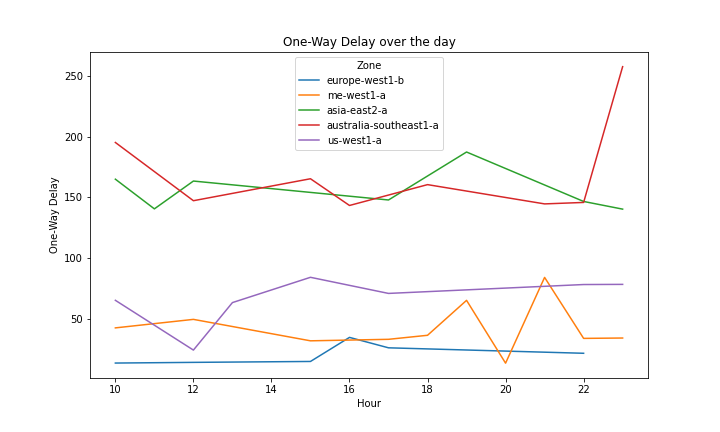 One-Way Delay over the day
Zone
europe-west1-b
me-west1-a
asia-east2-a
australia-southeast1-a
us-west1-a
One-Way Delay
250
200
150
100
50
10 12 14 16 18 20 22
Hour